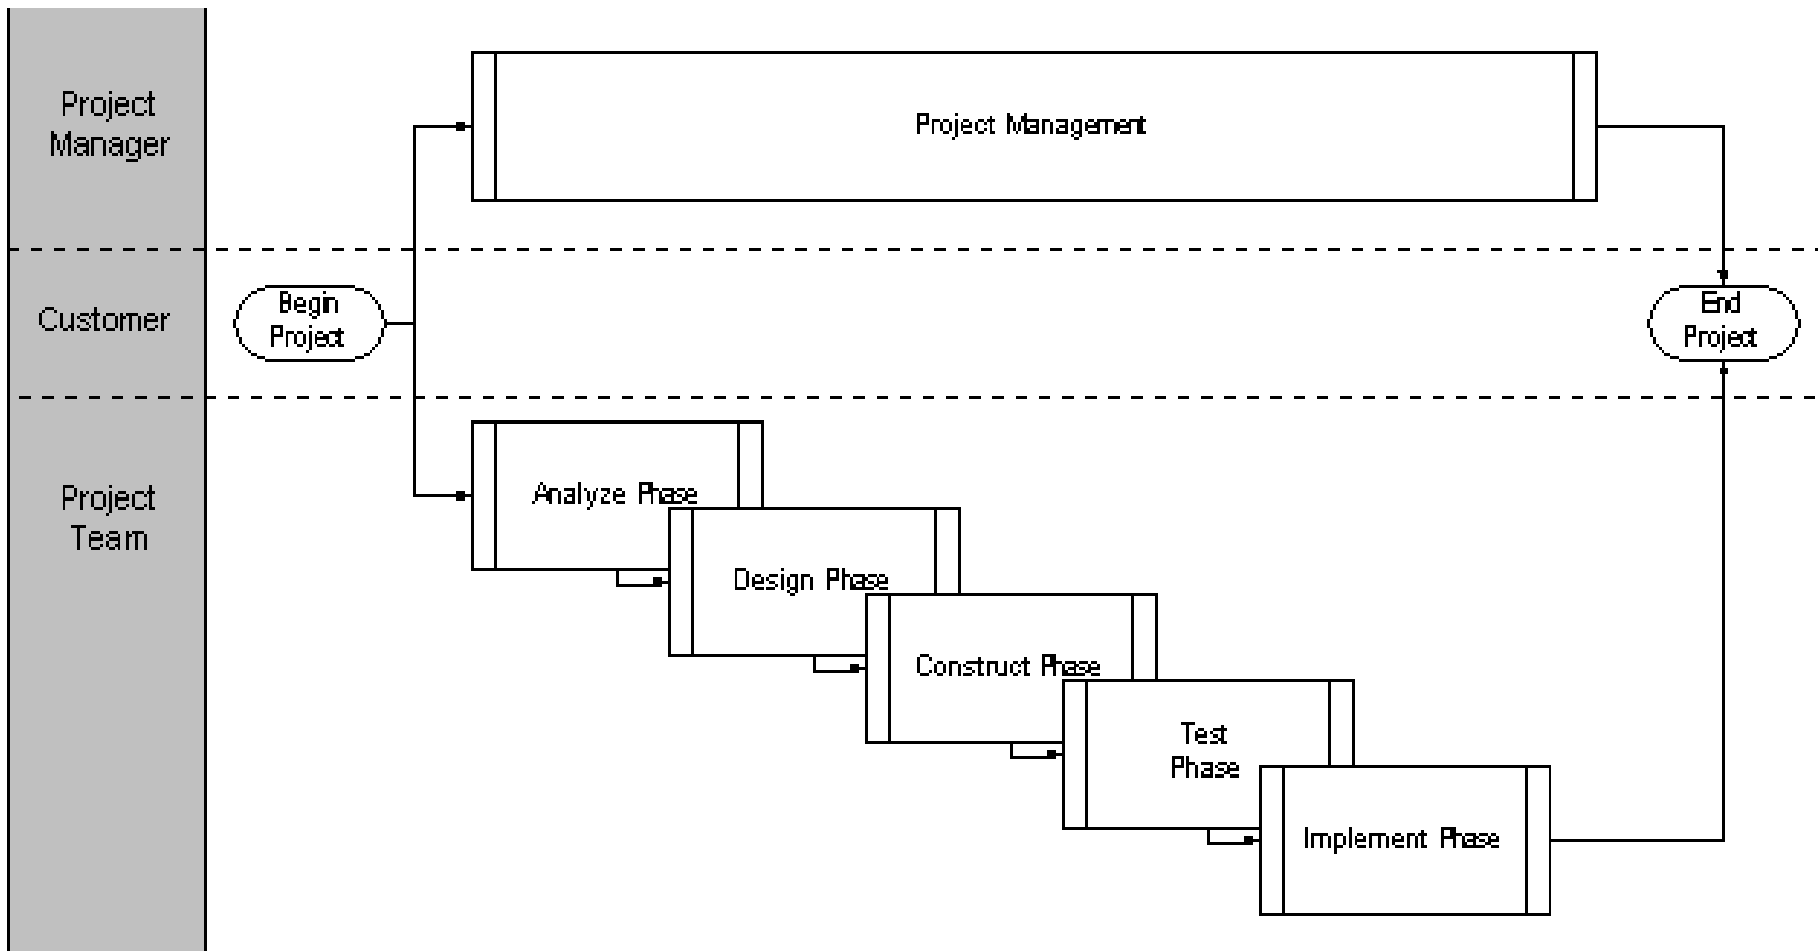 Project
Manager
Project Management
Customer
Begin
Project
End
Project
Project
Team
Analyze Phase
Design Phase
Construct Phase
Test
Phase
Implement Phase